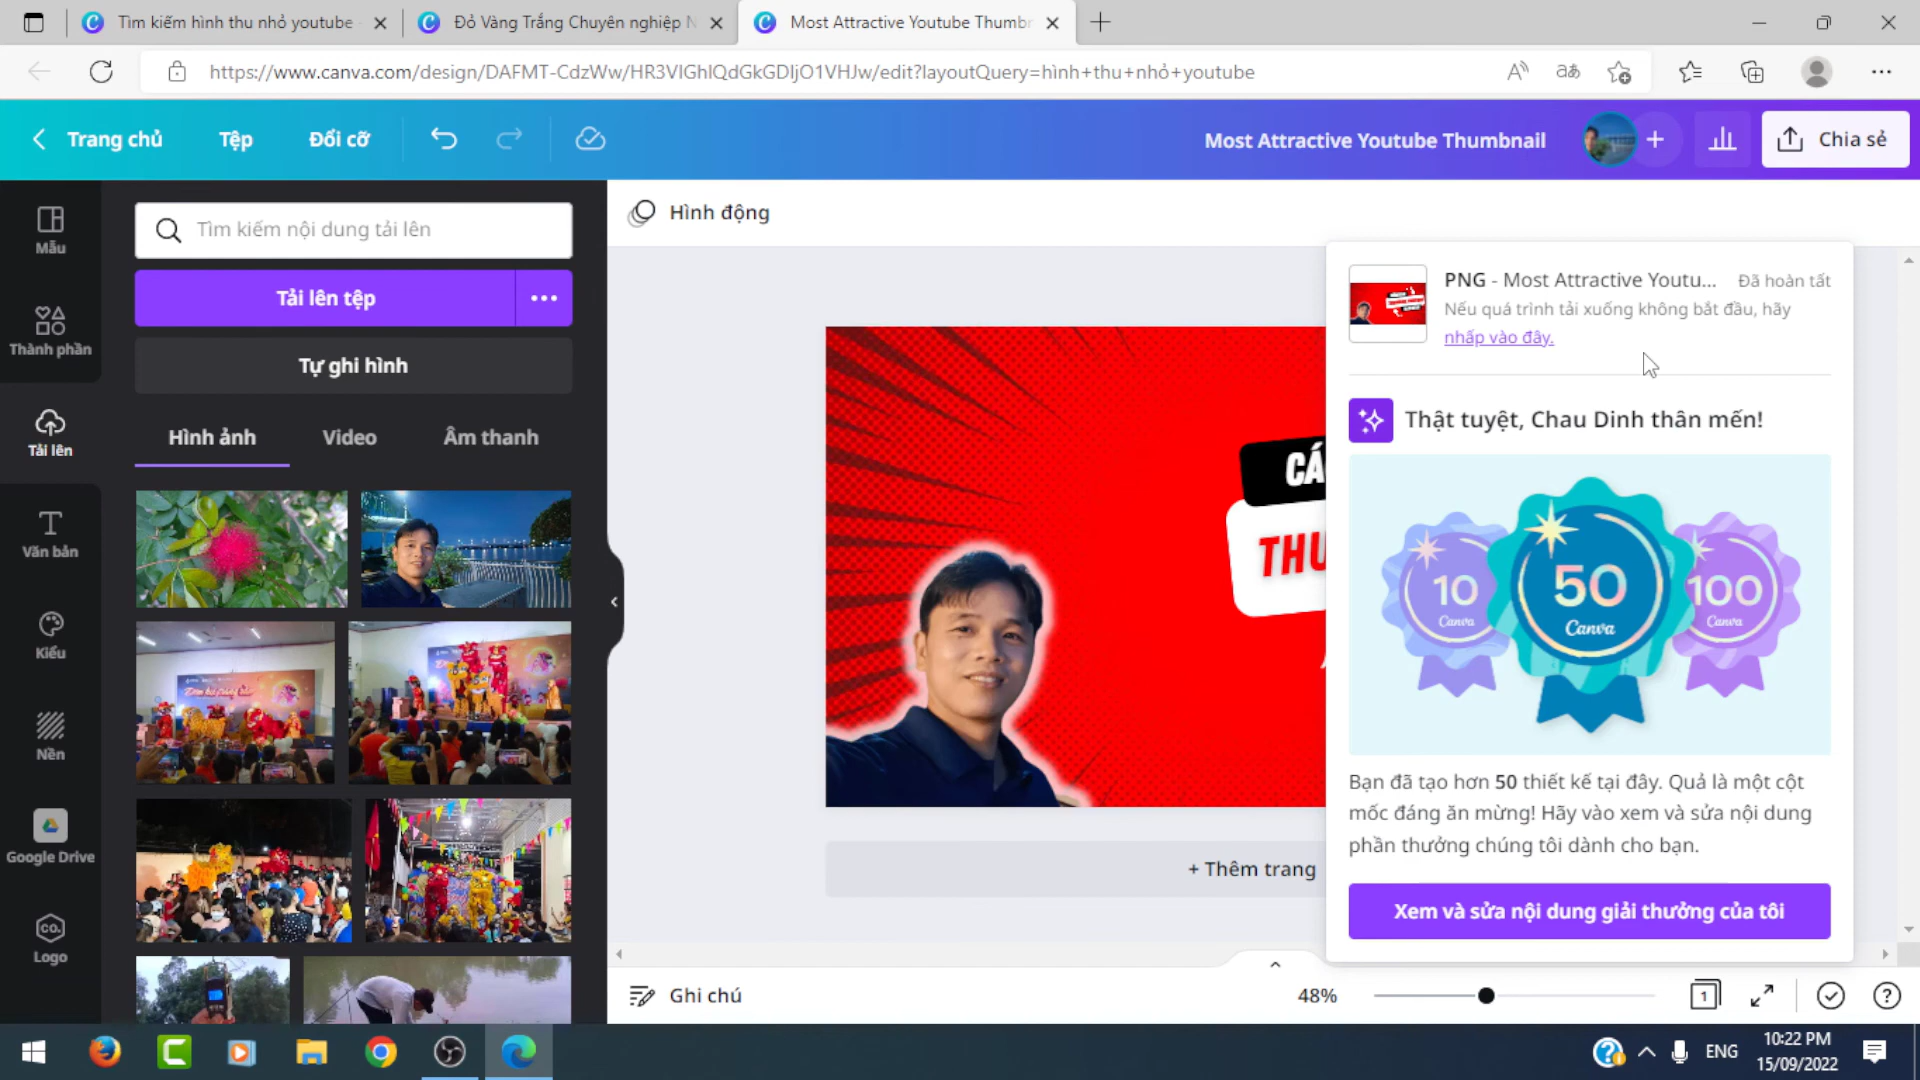 Tìm kiếm hình thu nhỏ youtube
Đỏ Vàng Trắng Chuyên nghiệp N
Most Attractive Youtube Thumbn
https://www.canva.com/design/DAFMT-CdzWw/HR3VIGhIQdGkGDIjO1VHJw/edit?layoutQuery=hình+thu+nhỏ+youtube
Trang chủ
Tệp
Đổi cỡ
Most Attractive Youtube Thumbnail
Chia sẻ
Mẫu
Thành phần
Tải lên
Văn bản
Kiểu
Nền
Google Drive
CO.
Logo
Tìm kiếm nội dung tải lên
Tải lên tệp
Tự ghi hình
Hình ảnh
Video
Âm thanh
Hình động
CÁ
THU
+ Thêm trang
PNG - Most Attractive Youtu...
Đã hoàn tất
Nếu quá trình tải xuống không bắt đầu, hãy
nhấp vào đây.
Thật tuyệt, Chau Dinh thân mến!
10
Canva
50
Canva
100
Canva
Bạn đã tạo hơn 50 thiết kế tại đây. Quả là một cột
mốc đáng ăn mừng! Hãy vào xem và sửa nội dung
phần thưởng chúng tôi dành cho bạn.
Xem và sửa nội dung giải thưởng của tôi
Ghi chú
48%
1
ENG
10:22 PM
15/09/2022